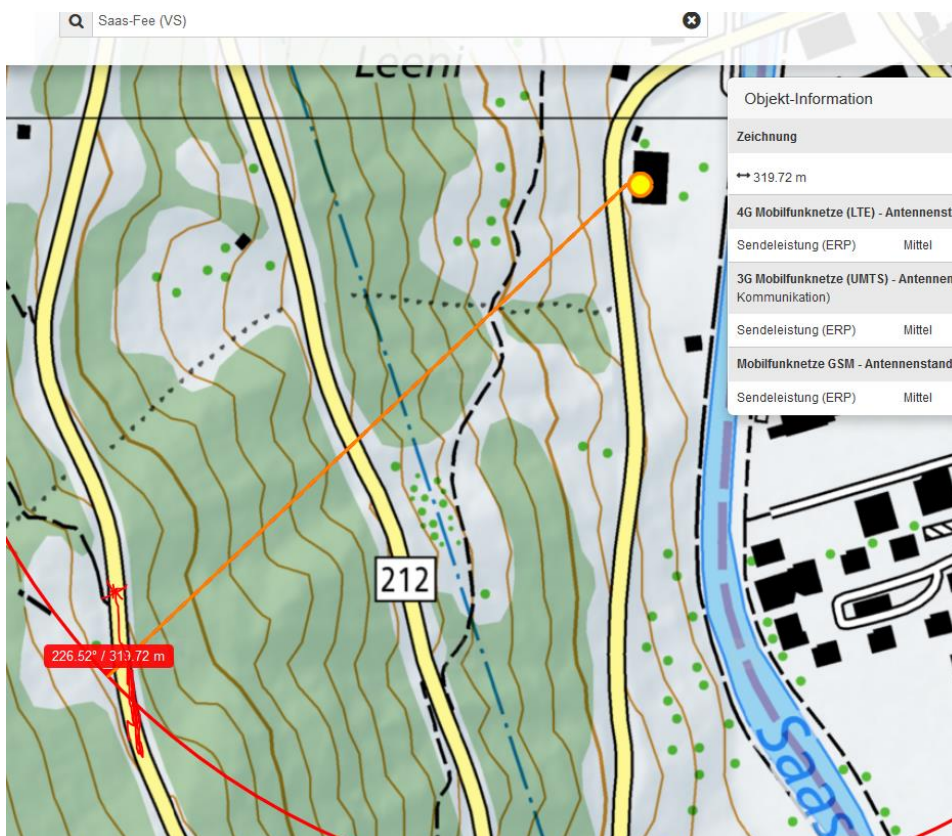 Saas-Fee (VS)
Leeni
Objekt-Information
Zeichnung
319.72 m
4G Mobilfunknetze (LTE) - Antennenst
Sendeleistung (ERP) Mittel
3G Mobilfunknetze (UMTS) - Antennen
Kommunikation)
Sendeleistung (ERP) Mittel
Mobilfunknetze GSM - Antennenstand
Sendeleistung (ERP) Mittel
212
226.52° / 319.72 m
Saas